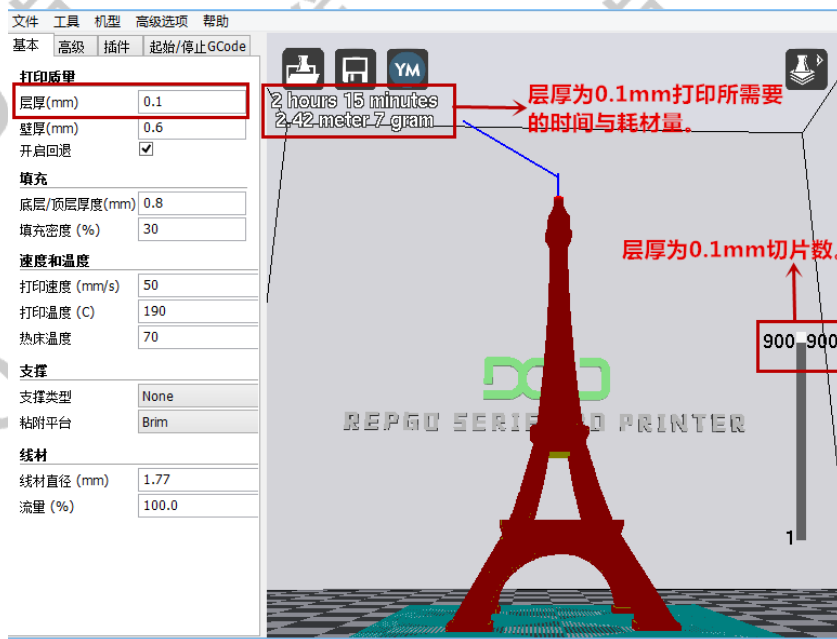 文件 工具 机型 高级选项 帮助
基本 高级 插件 起始/停止GCode
打印质量
层厚(mm) 0.1
壁厚(mm) 0.6
开启回退
填充
底层/顶层厚度(mm) 0.8
填充密度 (%) 30
速度和温度
打印速度 (mm/s) 50
打印温度 (C) 190
热床温度 70
支撑
支撑类型 None
粘附平台 Brim
线材
线材直径 (mm) 1.77
流量 (%) 100.0
YM
2 hours 15 minutes
2.42 meter 7 gram
层厚为0.1mm打印所需要
的时间与耗材量。
层厚为0.1mm切片数。
900 900
1
REPGO SERIE PRINTER